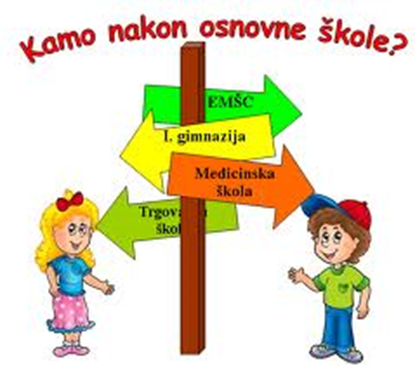 Kamo nakon osnovne škole?
EMŠC
I. gimnazija
Medicinska
škola